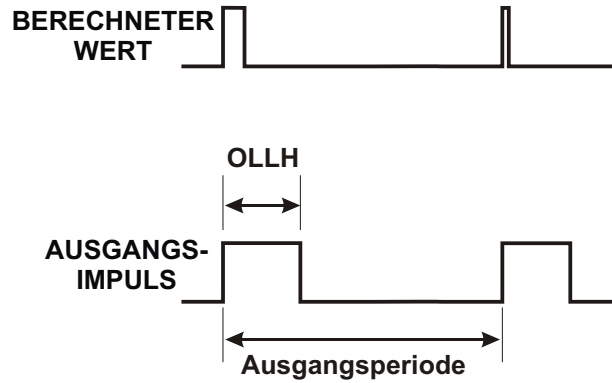 BERECHNETER
WERT
OLLH
AUSGANGS-
IMPULS
Ausgangsperiode